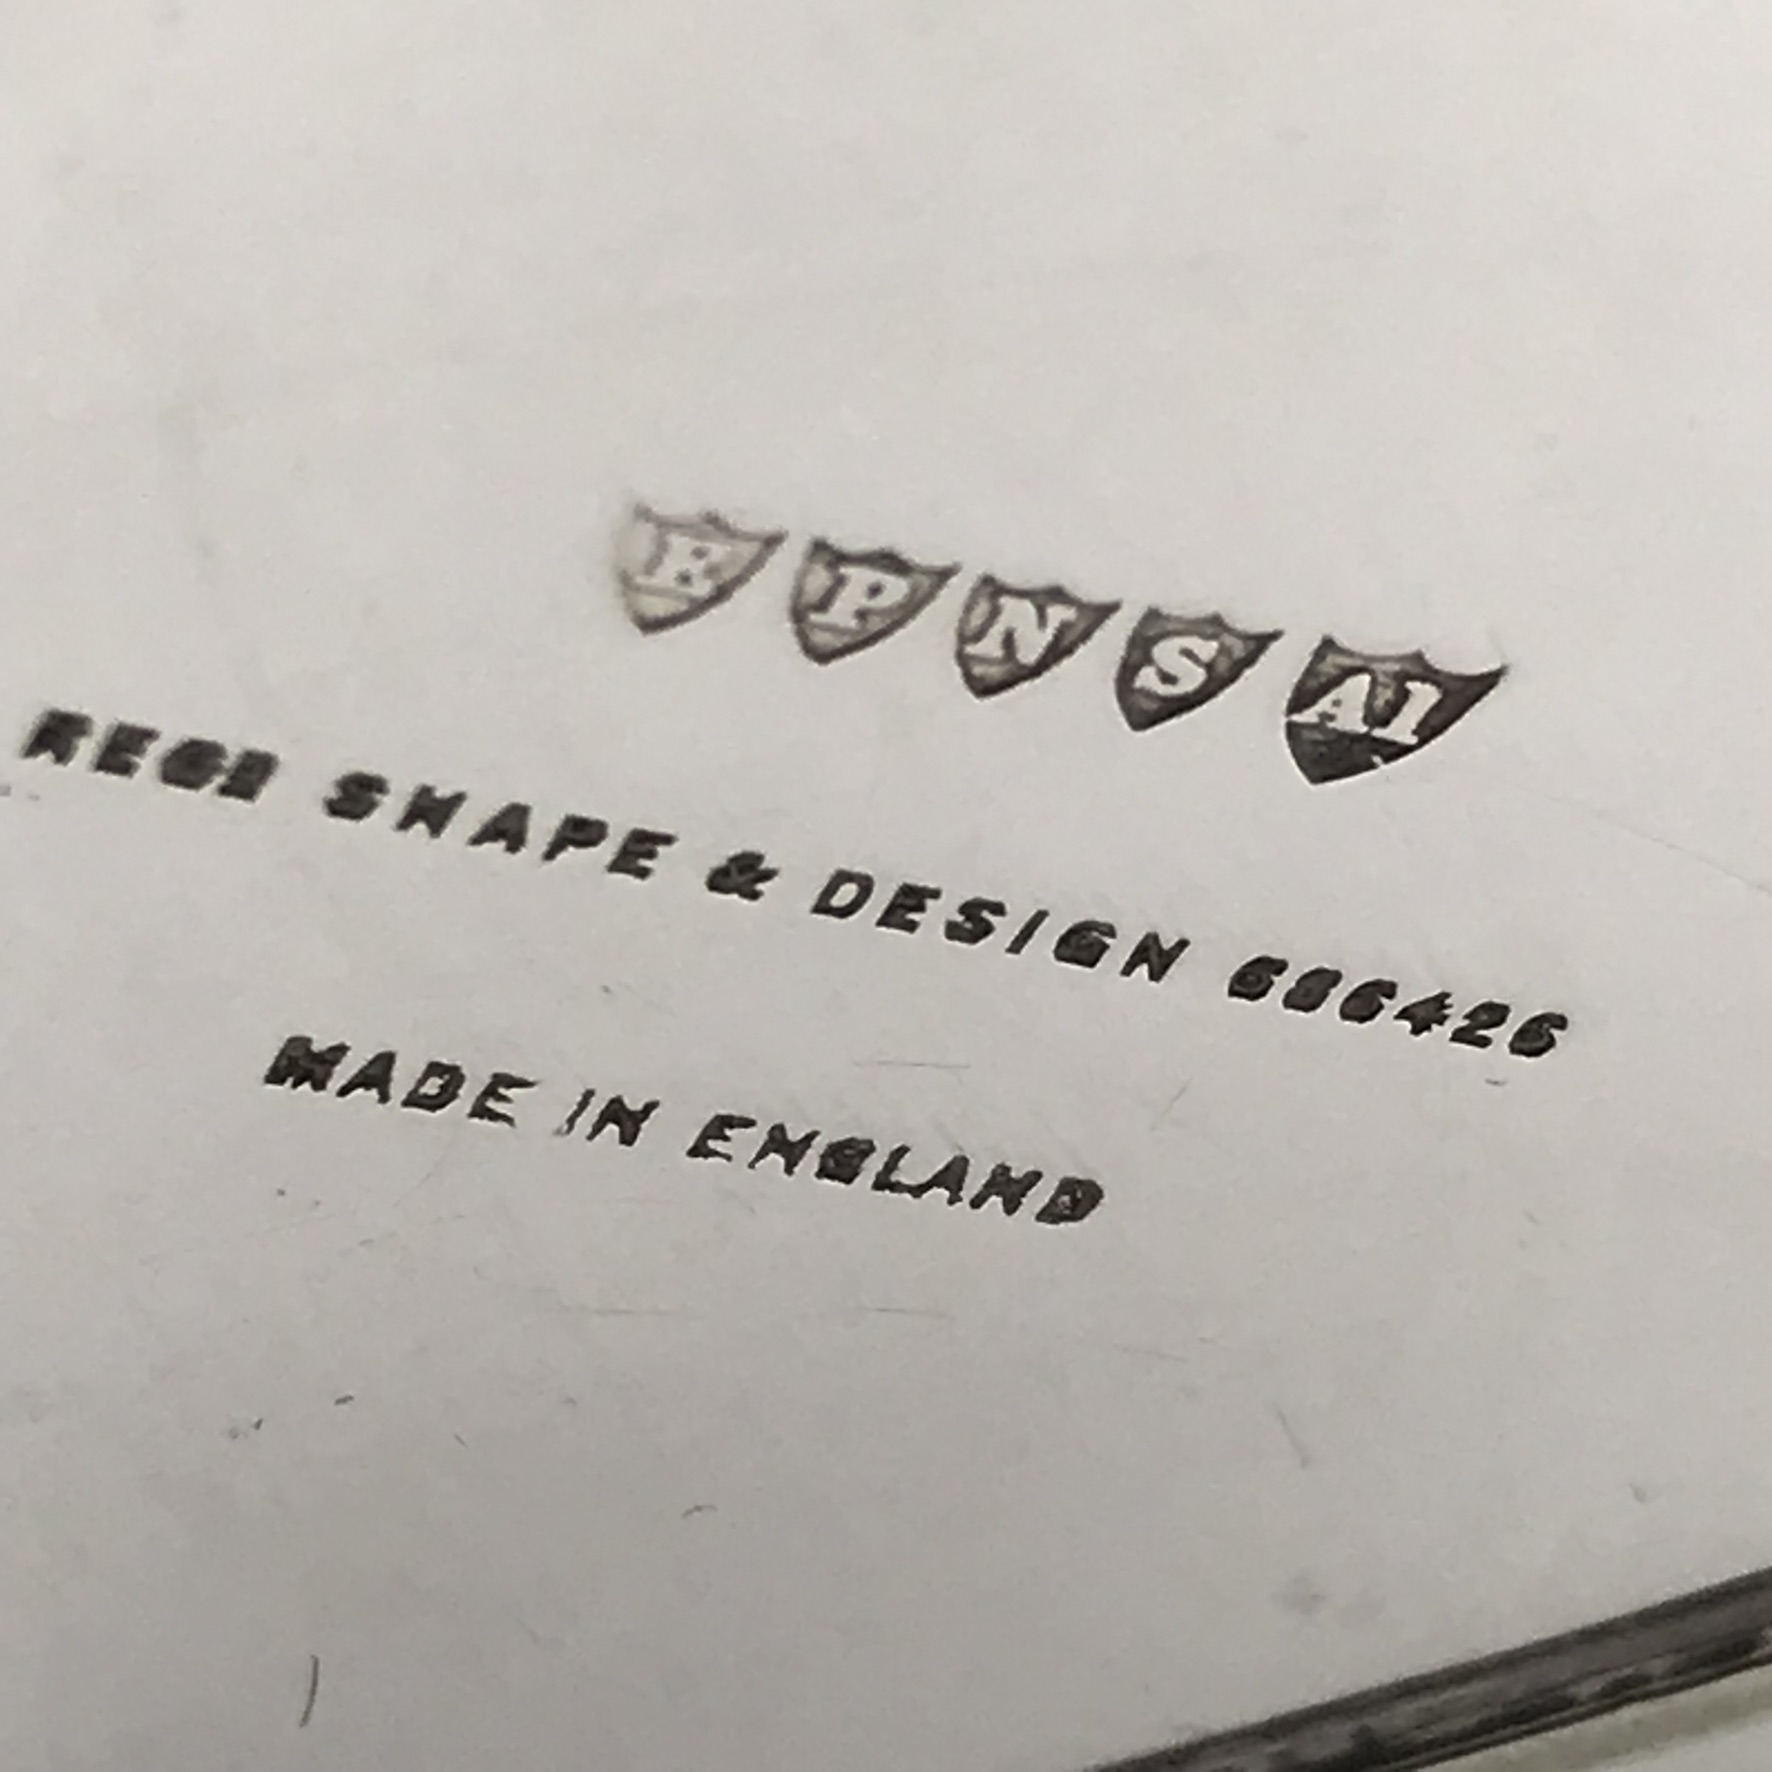 E P N S A1
REGD SHAPE & DESIGN 686426
MADE IN ENGLAND